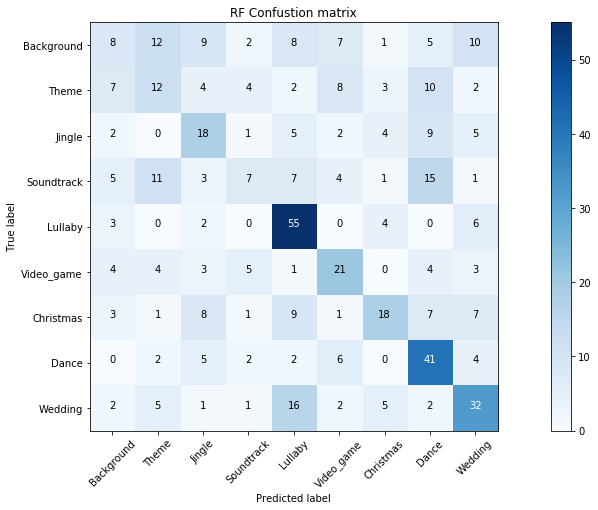 RF Confustion matrix
Background 8 12 9 2 8 7 1 5 10
Theme 7 12 4 4 2 8 3 10 2
Jingle 2 0 18 1 5 2 4 9 5
Soundtrack 5 11 3 7 7 4 1 15 1
Lullaby 3 0 2 0 55 0 4 0 6
Video_game 4 4 3 5 1 21 0 4 3
Christmas 3 1 8 1 9 1 18 7 7
Dance 0 2 5 2 2 6 0 41 4
Wedding 2 5 1 1 16 2 5 2 32
True label
Background Theme Jingle Soundtrack Lullaby Video_game Christmas Dance Wedding
Predicted label
50
40
30
20
10
0